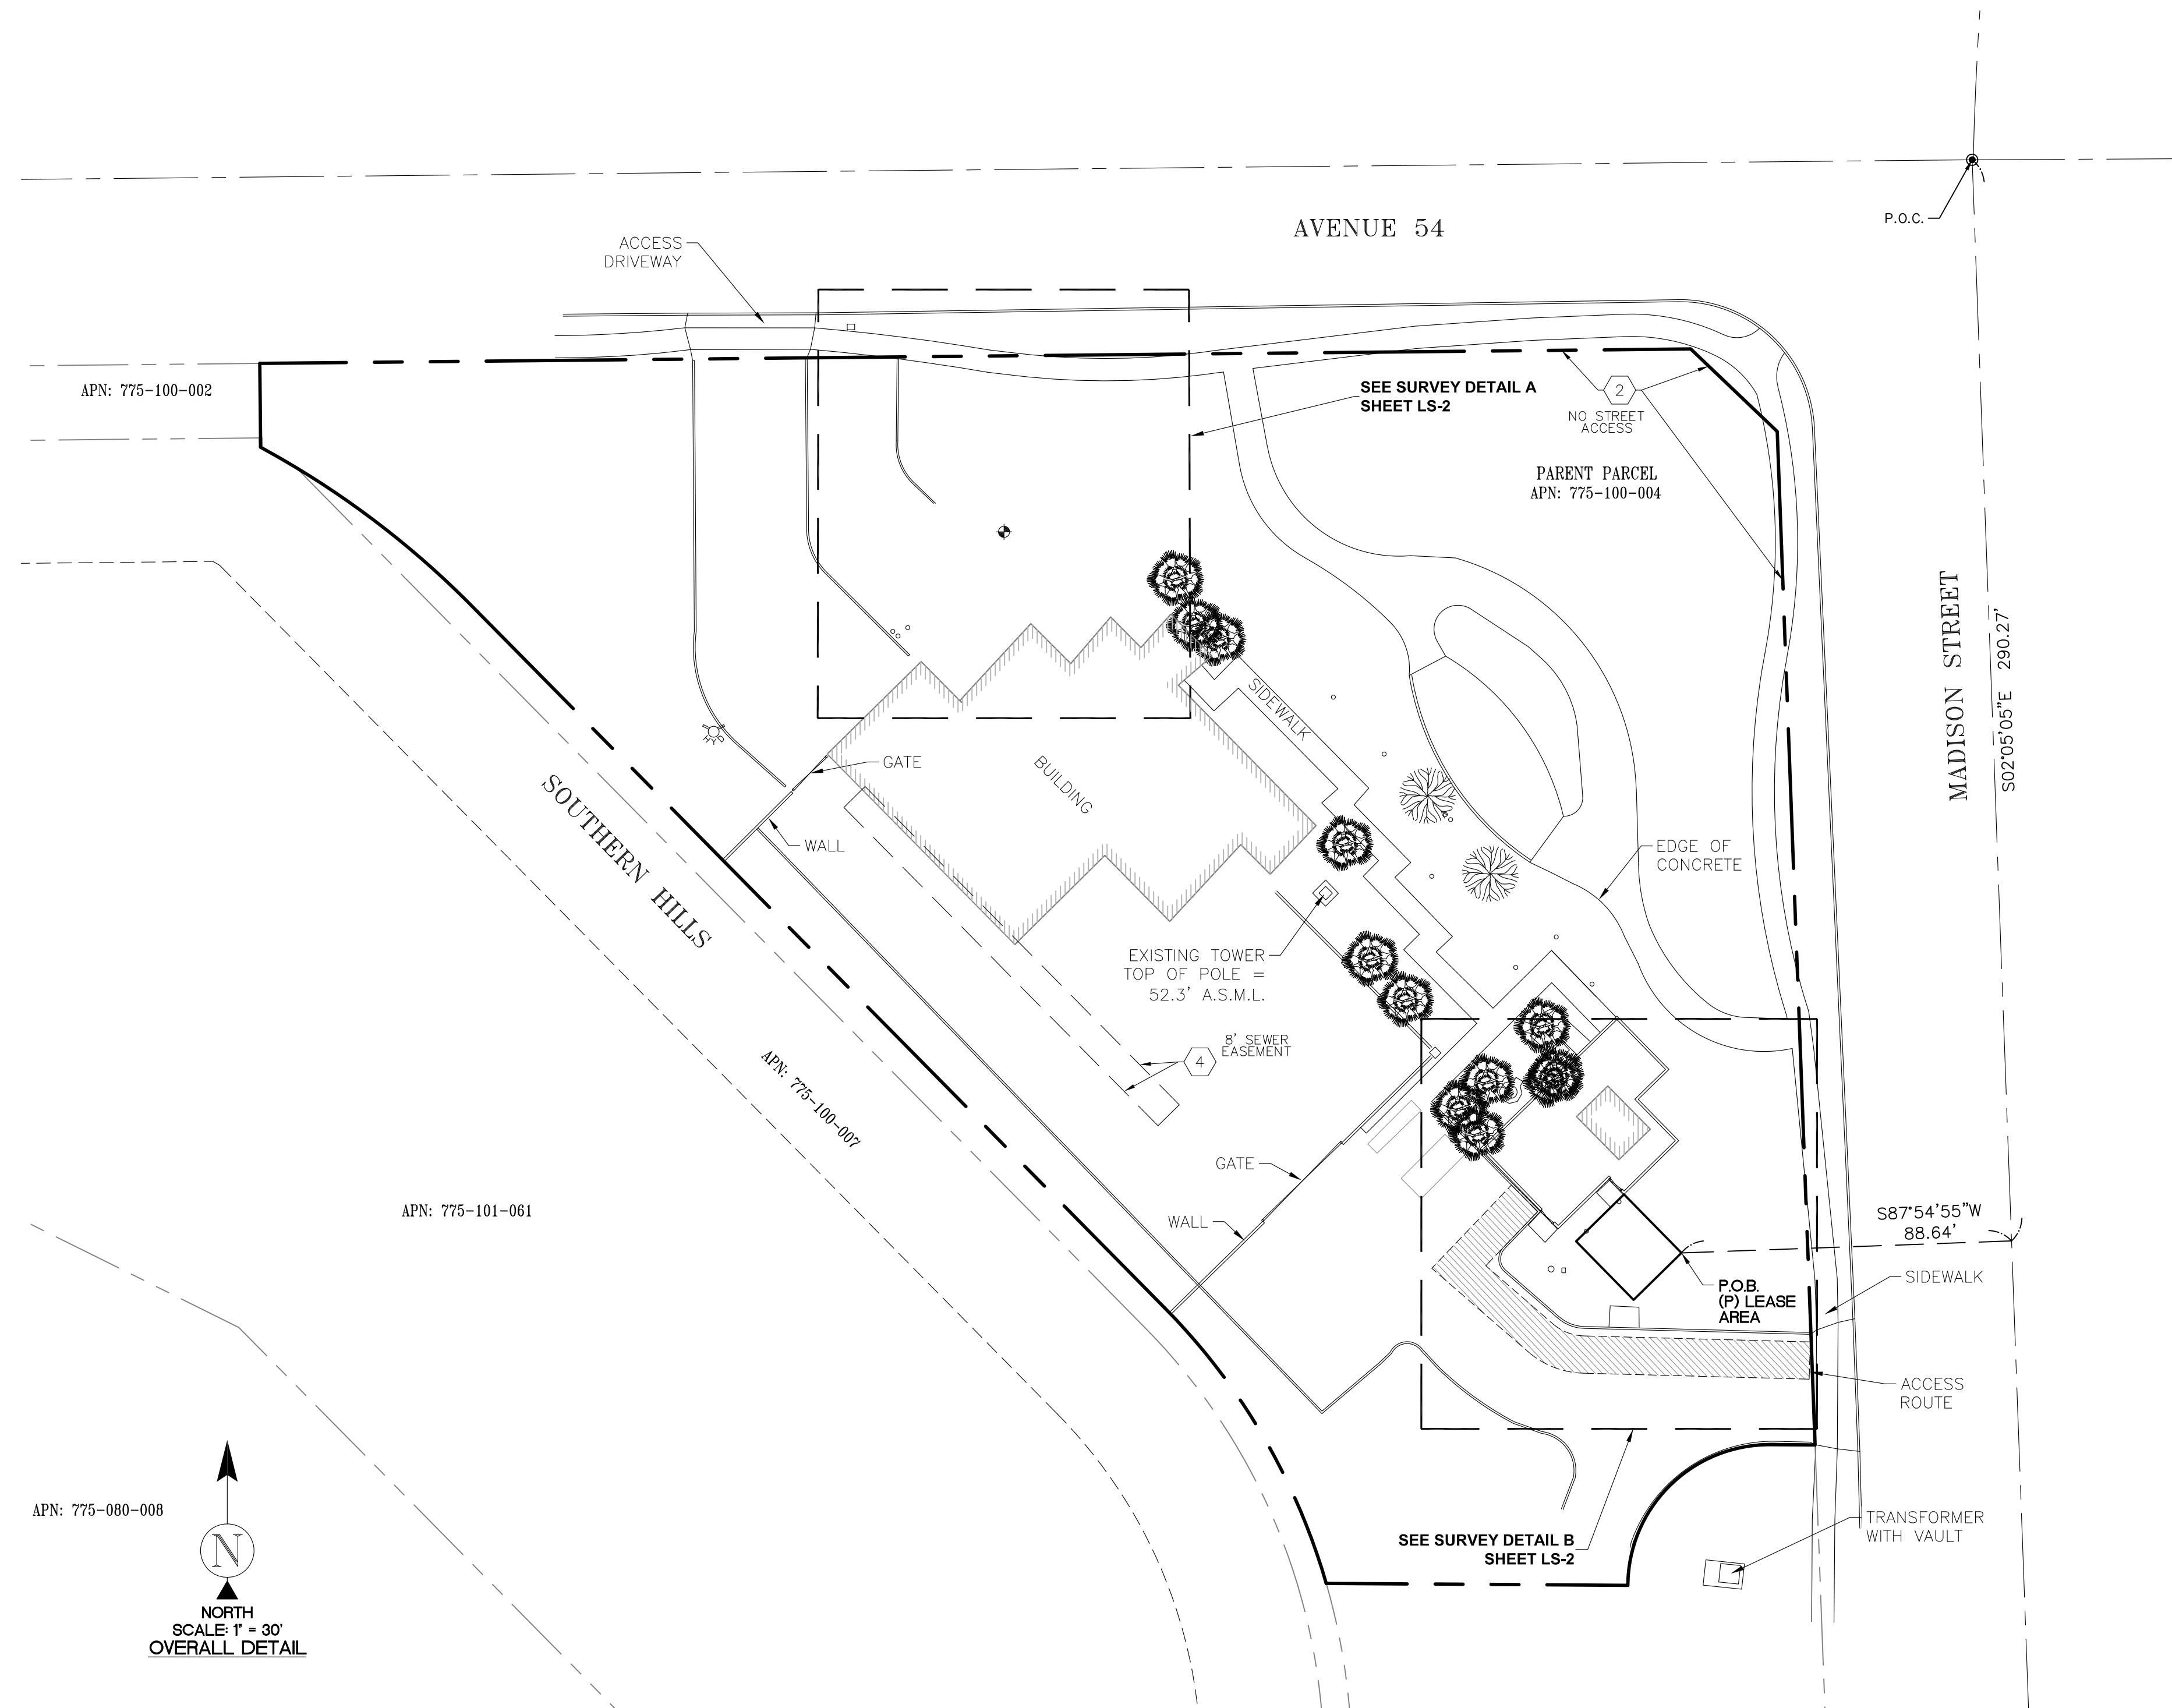 P.O.C.
AVENUE 54
ACCESS
DRIVEWAY
APN: 775-100-002
SEE SURVEY DETAIL A
SHEET LS-2
2
NO STREET
ACCESS
PARENT PARCEL
APN: 775-100-004
MADISON STREET
S02°05'05"E 290.27'
SIDEWALK
GATE
BUILDING
SOUTHERN HILLS
WALL
EDGE OF
CONCRETE
EXISTING TOWER
TOP OF POLE =
52.3' A.S.M.L.
8' SEWER
EASEMENT
4
APN: 775-100-007
GATE
APN: 775-101-061
WALL
S87°54'55"W
88.64'
SIDEWALK
P.O.B.
(P) LEASE
AREA
ACCESS
ROUTE
APN: 775-080-008
SEE SURVEY DETAIL B
SHEET LS-2
TRANSFORMER
WITH VAULT
N
NORTH
SCALE: 1" = 30'
OVERALL DETAIL